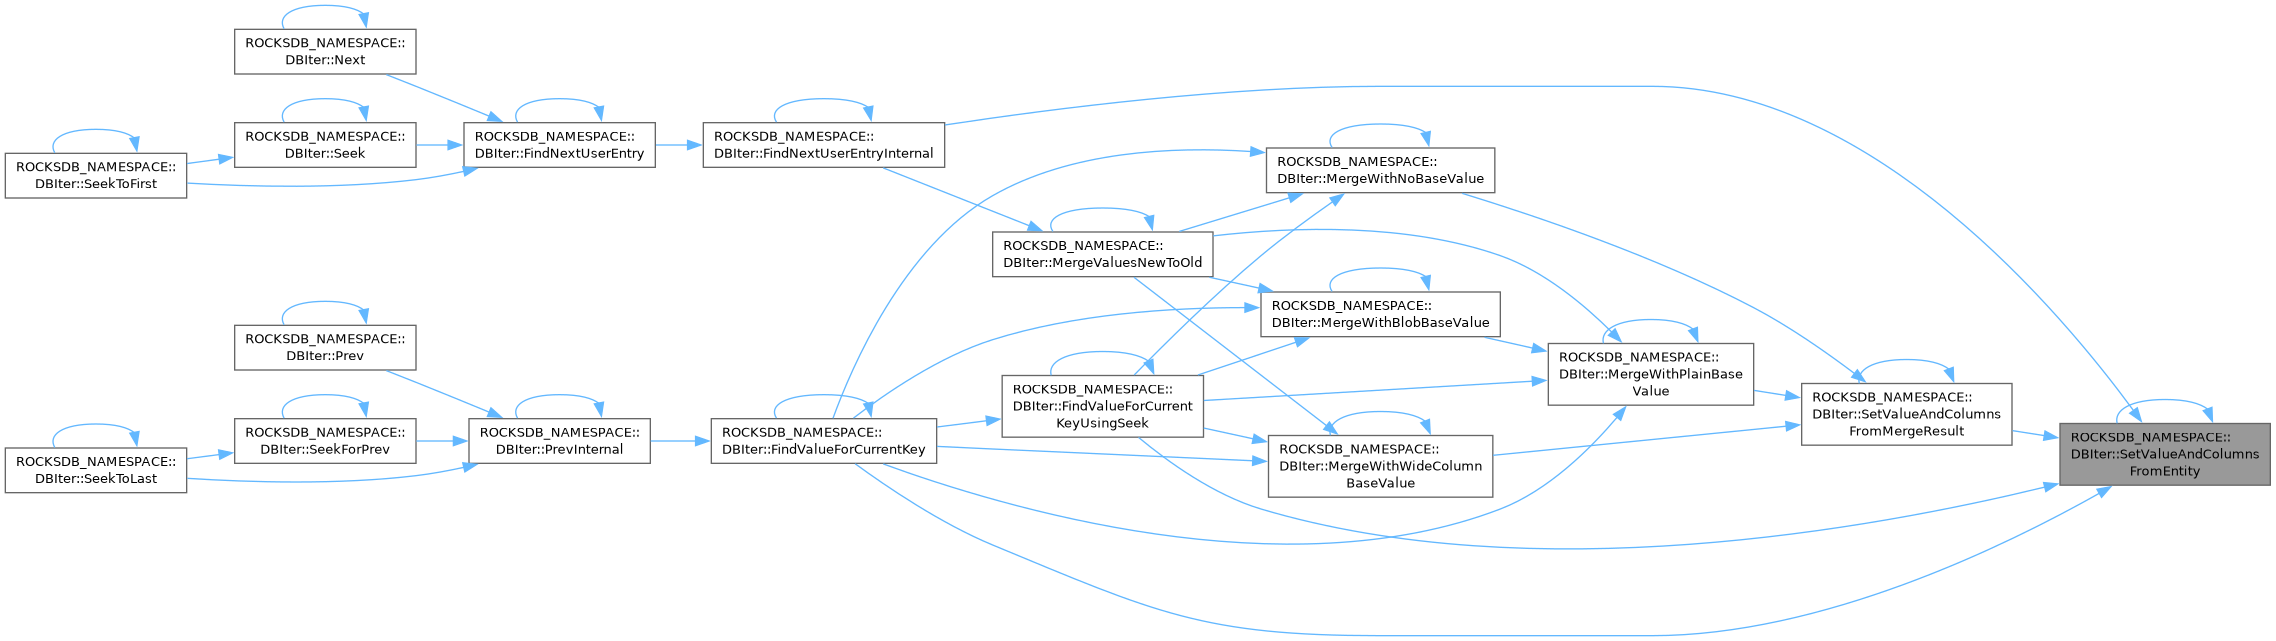 ROCKSDB_NAMESPACE::
DBIter::Next
ROCKSDB_NAMESPACE::
DBIter::Seek
ROCKSDB_NAMESPACE::
DBIter::SeekToFirst
ROCKSDB_NAMESPACE::
DBIter::FindNextUserEntry
ROCKSDB_NAMESPACE::
DBIter::FindNextUserEntryInternal
ROCKSDB_NAMESPACE::
DBIter::MergeWithNoBaseValue
ROCKSDB_NAMESPACE::
DBIter::MergeValuesNewToOld
ROCKSDB_NAMESPACE::
DBIter::MergeWithBlobBaseValue
ROCKSDB_NAMESPACE::
DBIter::Prev
ROCKSDB_NAMESPACE::
DBIter::SeekForPrev
ROCKSDB_NAMESPACE::
DBIter::SeekToLast
ROCKSDB_NAMESPACE::
DBIter::PrevInternal
ROCKSDB_NAMESPACE::
DBIter::FindValueForCurrentKey
ROCKSDB_NAMESPACE::
DBIter::FindValueForCurrent
KeyUsingSeek
ROCKSDB_NAMESPACE::
DBIter::MergeWithWideColumn
BaseValue
ROCKSDB_NAMESPACE::
DBIter::MergeWithPlainBase
Value
ROCKSDB_NAMESPACE::
DBIter::SetValueAndColumns
FromMergeResult
ROCKSDB_NAMESPACE::
DBIter::SetValueAndColumns
FromEntity